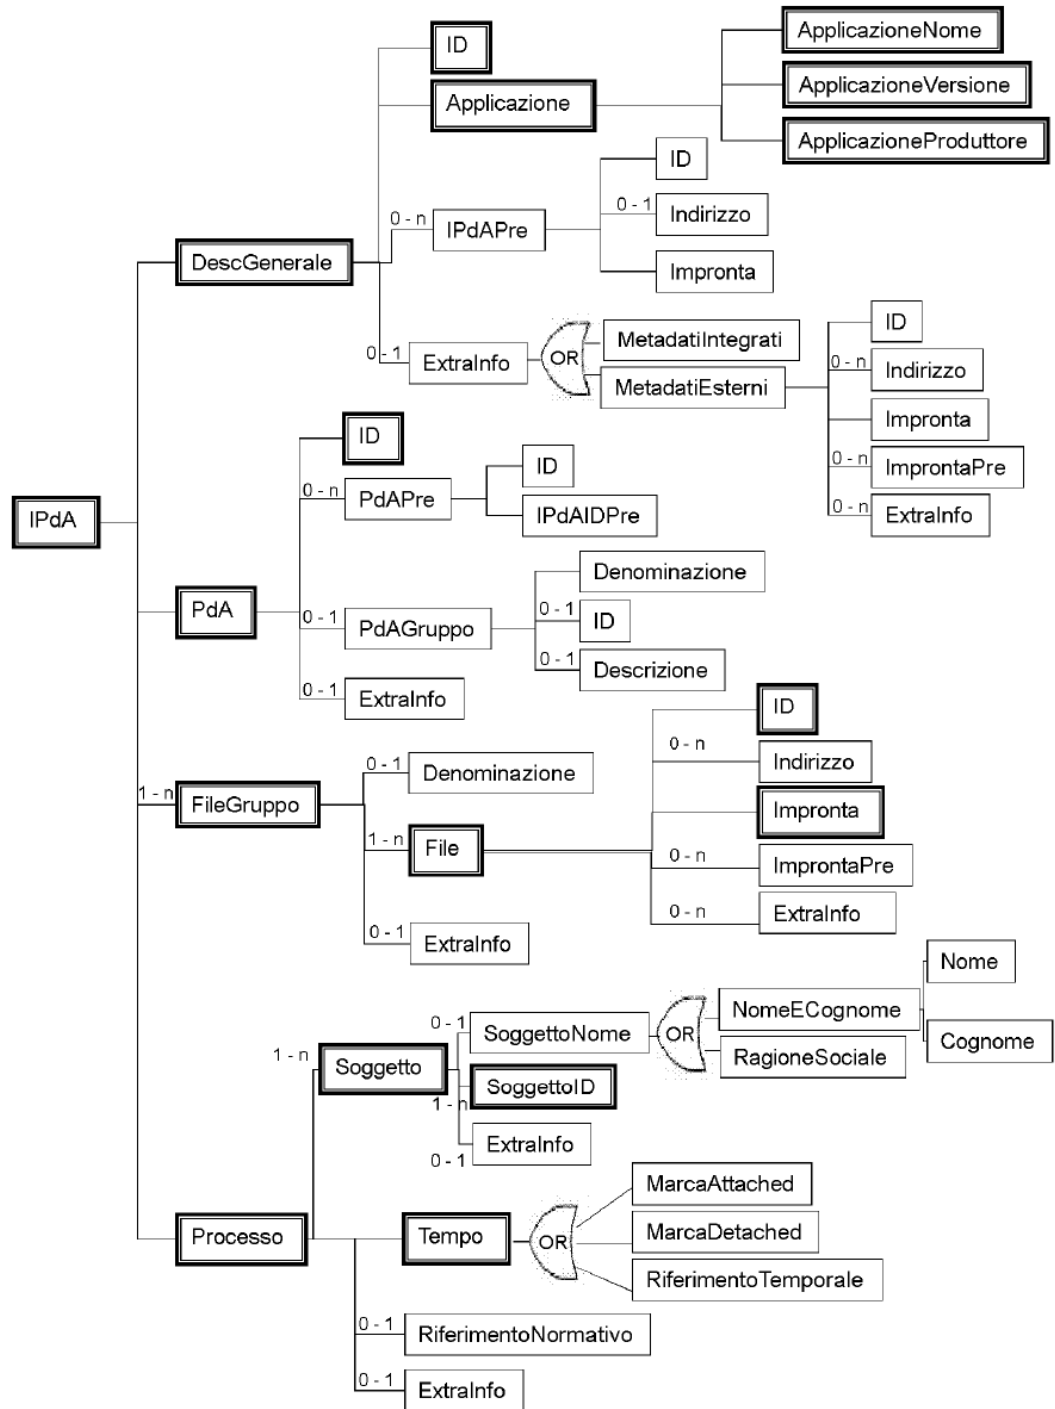 ID
ApplicazioneNome
Applicazione
ApplicazioneVersione
ApplicazioneProduttore
ID
0 - n
IPdAPre
0 - 1
Indirizzo
Impronta
DescGenerale
0 - 1
ExtraInfo
OR
MetadatiIntegrati
MetadatiEsterni
ID
0 - n
Indirizzo
Impronta
0 - n
ImprontaPre
0 - n
ExtraInfo
IPdA
PdA
ID
0 - n
PdAPre
ID
IPdAIDPre
0 - 1
PdAGruppo
Denominazione
0 - 1
ID
0 - 1
Descrizione
0 - 1
ExtraInfo
1 - n
FileGruppo
0 - 1
Denominazione
1 - n
File
ID
0 - n
Indirizzo
Impronta
0 - n
ImprontaPre
0 - n
ExtraInfo
0 - 1
ExtraInfo
Processo
1 - n
Soggetto
0 - 1
SoggettoNome
OR
NomeECognome
Nome
Cognome
RagioneSociale
SoggettoID
1 - n
ExtraInfo
0 - 1
Tempo
OR
MarcaAttached
MarcaDetached
RiferimentoTemporale
0 - 1
RiferimentoNormativo
0 - 1
ExtraInfo